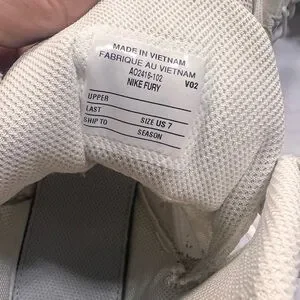 MADE IN VIETNAM
FABRIQUE AU VIETNAM
AO2416-102 V02
NIKE FURY
UPPER
LAST SIZE US 7
SHIP TO SEASON